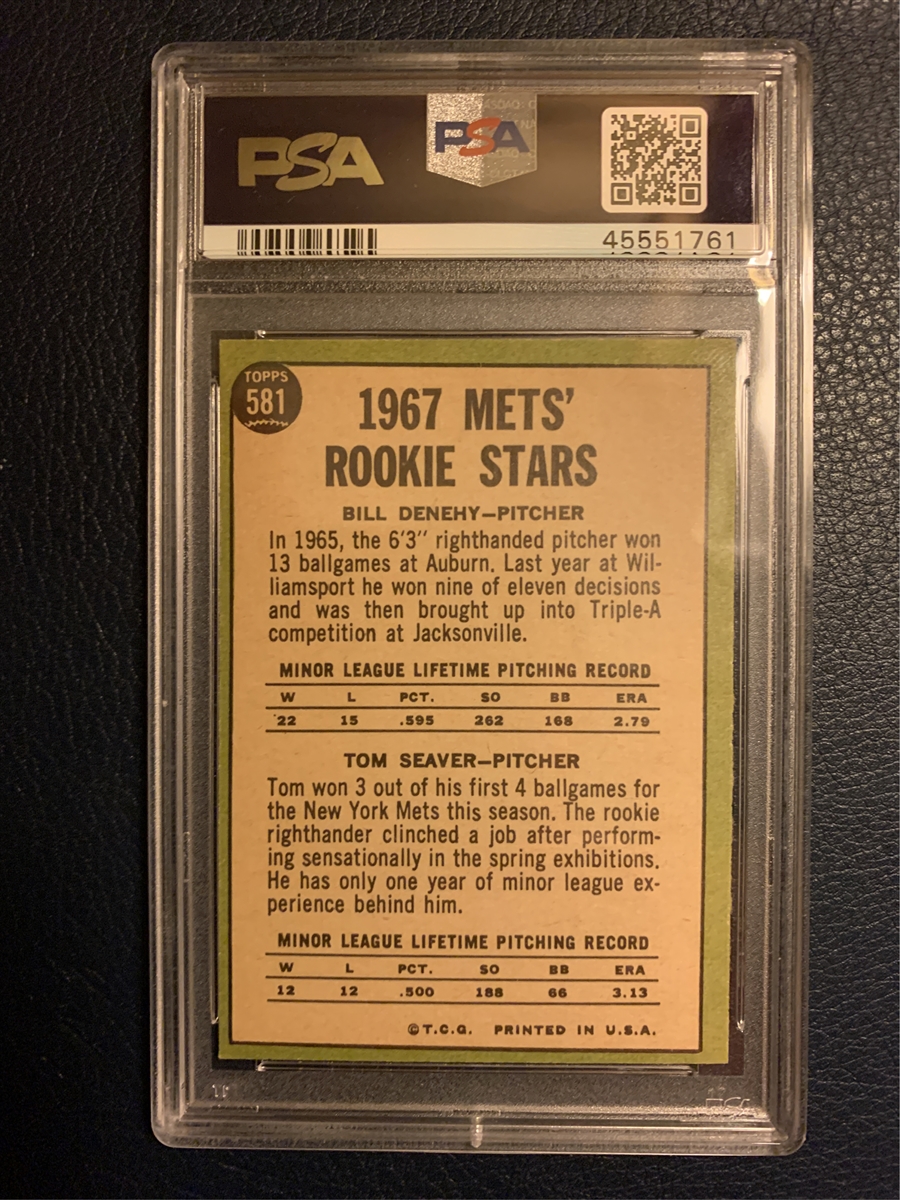 PSA
PSA
45551761
TOPPS
581
1967 METS'
ROOKIE STARS
BILL DENEHY—PITCHER
In 1965, the 6'3" righthanded pitcher won
13 ballgames at Auburn. Last year at Wil-
liamsport he won nine of eleven decisions
and was then brought up into Triple-A
competition at Jacksonville.
MINOR LEAGUE LIFETIME PITCHING RECORD
W L PCT. SO BB ERA
22 15 .595 262 168 2.79
TOM SEAVER—PITCHER
Tom won 3 out of his first 4 ballgames for
the New York Mets this season. The rookie
righthander clinched a job after perform-
ing sensationally in the spring exhibitions.
He has only one year of minor league ex-
perience behind him.
MINOR LEAGUE LIFETIME PITCHING RECORD
W L PCT. SO BB ERA
12 12 .500 188 66 3.13
©T.C.G. PRINTED IN U.S.A.
PSA